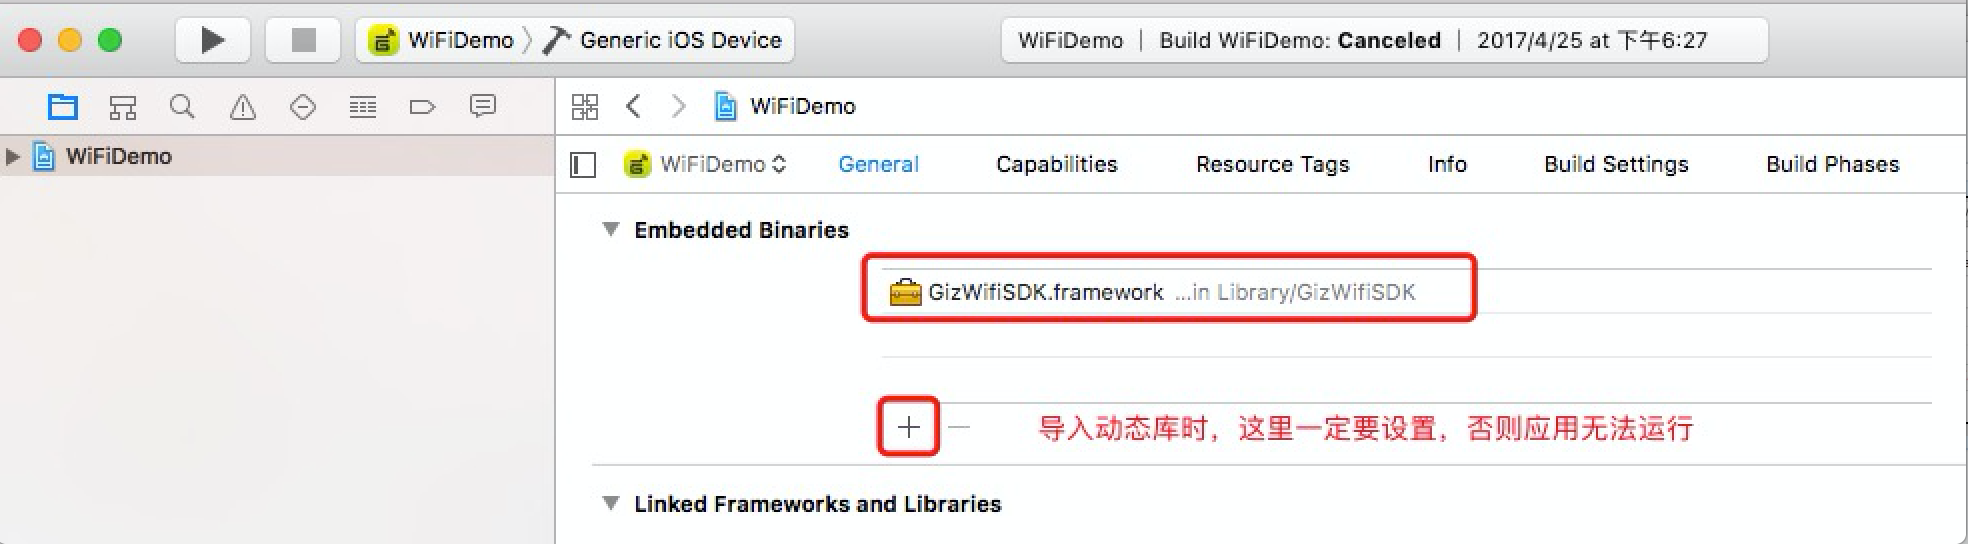 WiFiDemo 〉 Generic iOS Device
WiFiDemo | Build WiFiDemo: Canceled | 2017/4/25 at 下午6:27
WiFiDemo
WiFiDemo
WiFiDemo General Capabilities Resource Tags Info Build Settings Build Phases
Embedded Binaries
GizWifiSDK.framework ...in Library/GizWifiSDK
导入动态库时，这里一定要设置，否则应用无法运行
Linked Frameworks and Libraries